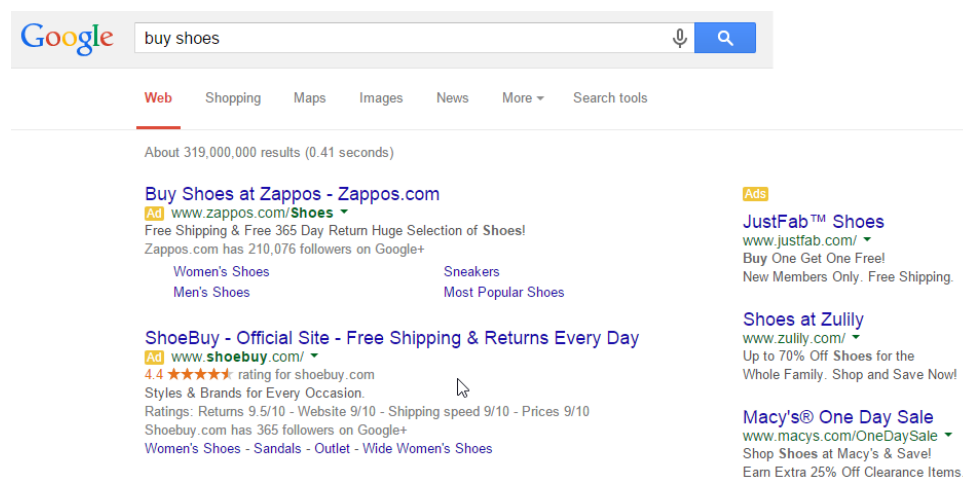 Google
buy shoes
Web Shopping Maps Images News More Search tools
About 319,000,000 results (0.41 seconds)
Buy Shoes at Zappos - Zappos.com
Ad www.zappos.com/Shoes
Free Shipping & Free 365 Day Return Huge Selection of Shoes!
Zappos.com has 210,076 followers on Google+
Women's Shoes Sneakers
Men's Shoes Most Popular Shoes
ShoeBuy - Official Site - Free Shipping & Returns Every Day
Ad www.shoebuy.com/
4.4 ★★★★★ rating for shoebuy.com
Styles & Brands for Every Occasion.
Ratings: Returns 9.5/10 - Website 9/10 - Shipping speed 9/10 - Prices 9/10
Shoebuy.com has 365 followers on Google+
Women's Shoes - Sandals - Outlet - Wide Women's Shoes
Ads
JustFab™ Shoes
www.justfab.com/
Buy One Get One Free!
New Members Only. Free Shipping.
Shoes at Zulily
www.zulily.com/
Up to 70% Off Shoes for the
Whole Family. Shop and Save Now!
Macy's® One Day Sale
www.macys.com/OneDaySale
Shop Shoes at Macy's & Save!
Earn Extra 25% Off Clearance Items.